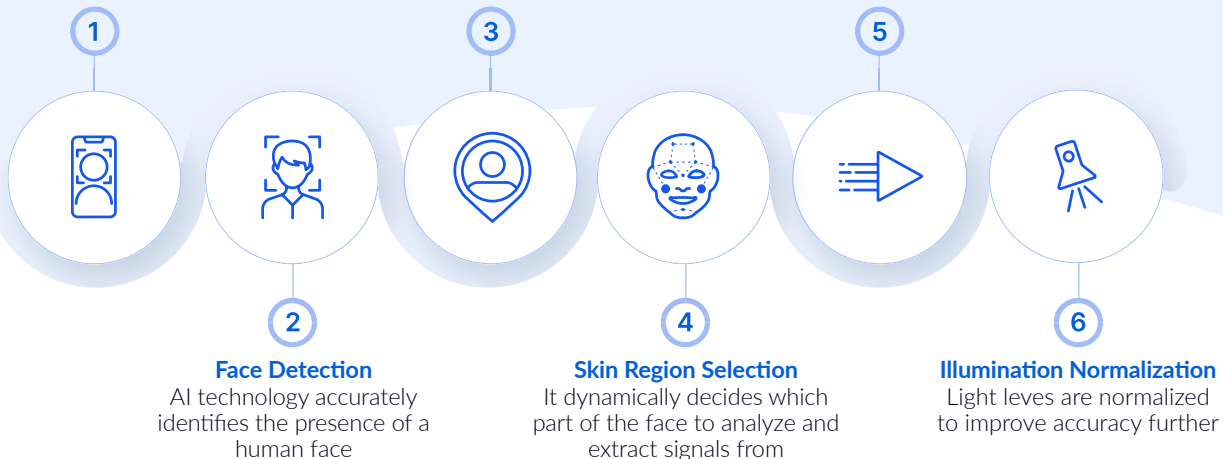 1
3
5
2
4
6
Face Detection
AI technology accurately
identifies the presence of a
human face
Skin Region Selection
It dynamically decides which
part of the face to analyze and
extract signals from
Illumination Normalization
Light leves are normalized
to improve accuracy further